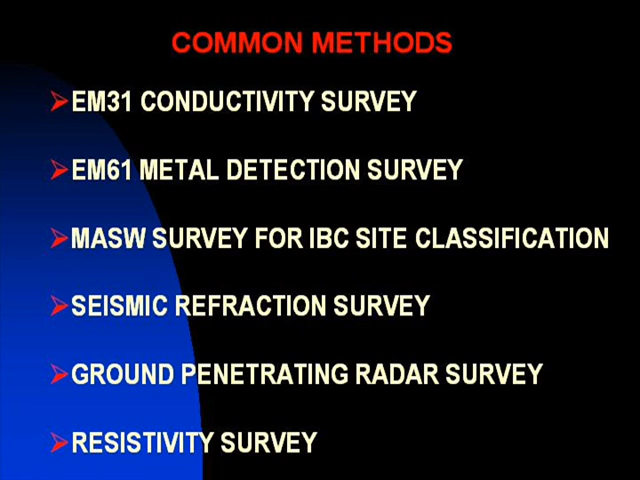 COMMON METHODS
EM31 CONDUCTIVITY SURVEY
EM61 METAL DETECTION SURVEY
MASW SURVEY FOR IBC SITE CLASSIFICATION
SEISMIC REFRACTION SURVEY
GROUND PENETRATING RADAR SURVEY
RESISTIVITY SURVEY